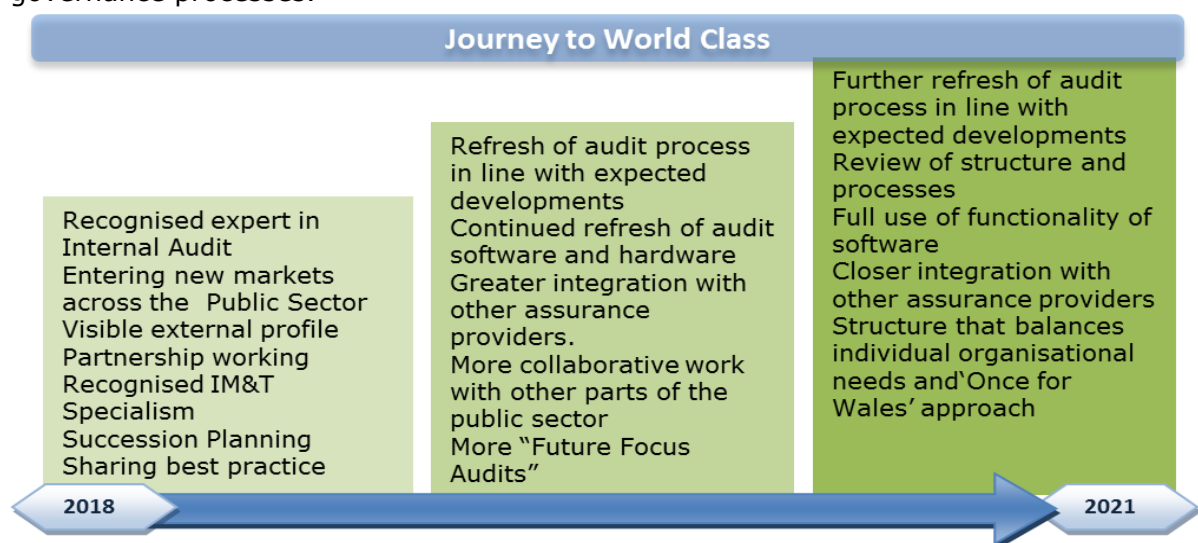 governance processes.
Journey to World Class
Recognised expert in
Internal Audit
Entering new markets
across the Public Sector
Visible external profile
Partnership working
Recognised IM&T
Specialism
Succession Planning
Sharing best practice
Refresh of audit process
in line with expected
developments
Continued refresh of audit
software and hardware
Greater integration with
other assurance
providers.
More collaborative work
with other parts of the
public sector
More “Future Focus
Audits”
Further refresh of audit
process in line with
expected developments
Review of structure and
processes
Full use of functionality of
software
Closer integration with
other assurance providers
Structure that balances
individual organisational
needs and‘Once for
Wales’ approach
2018
2021